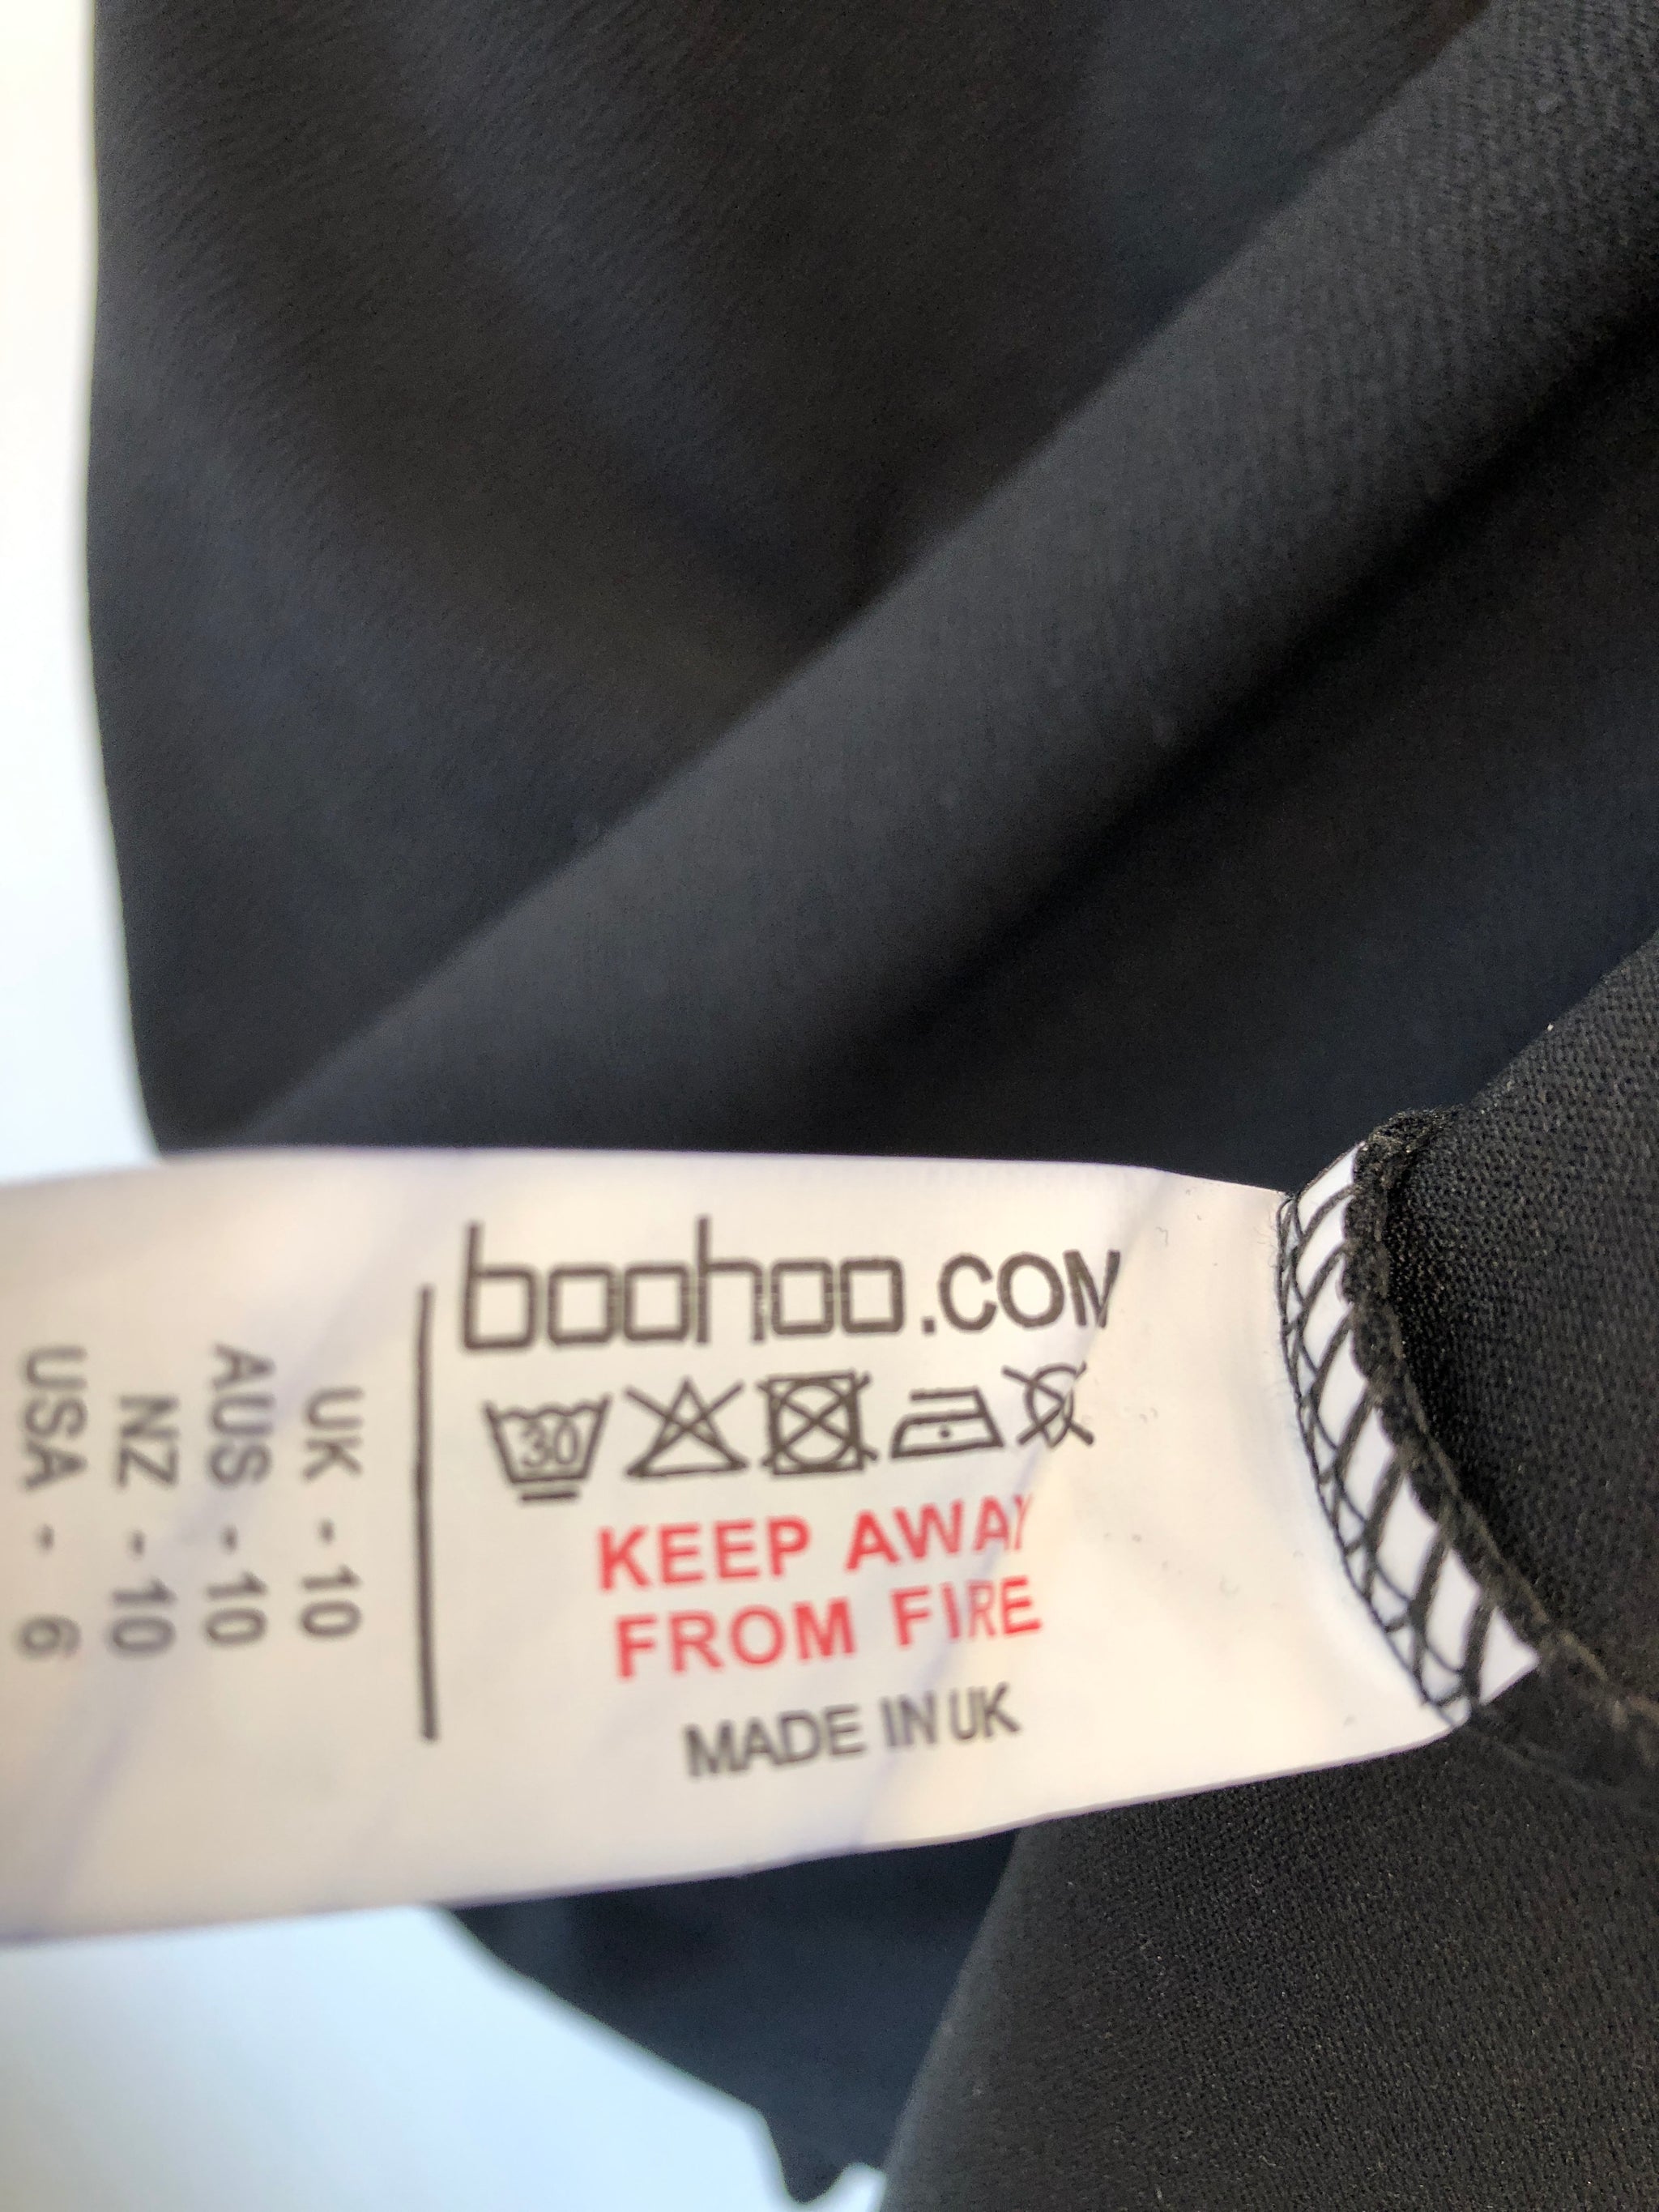 boohoo.COM
30
KEEP AWAY
FROM FIRE
MADE IN UK
UK - 10
AUS - 10
NZ - 10
USA - 6